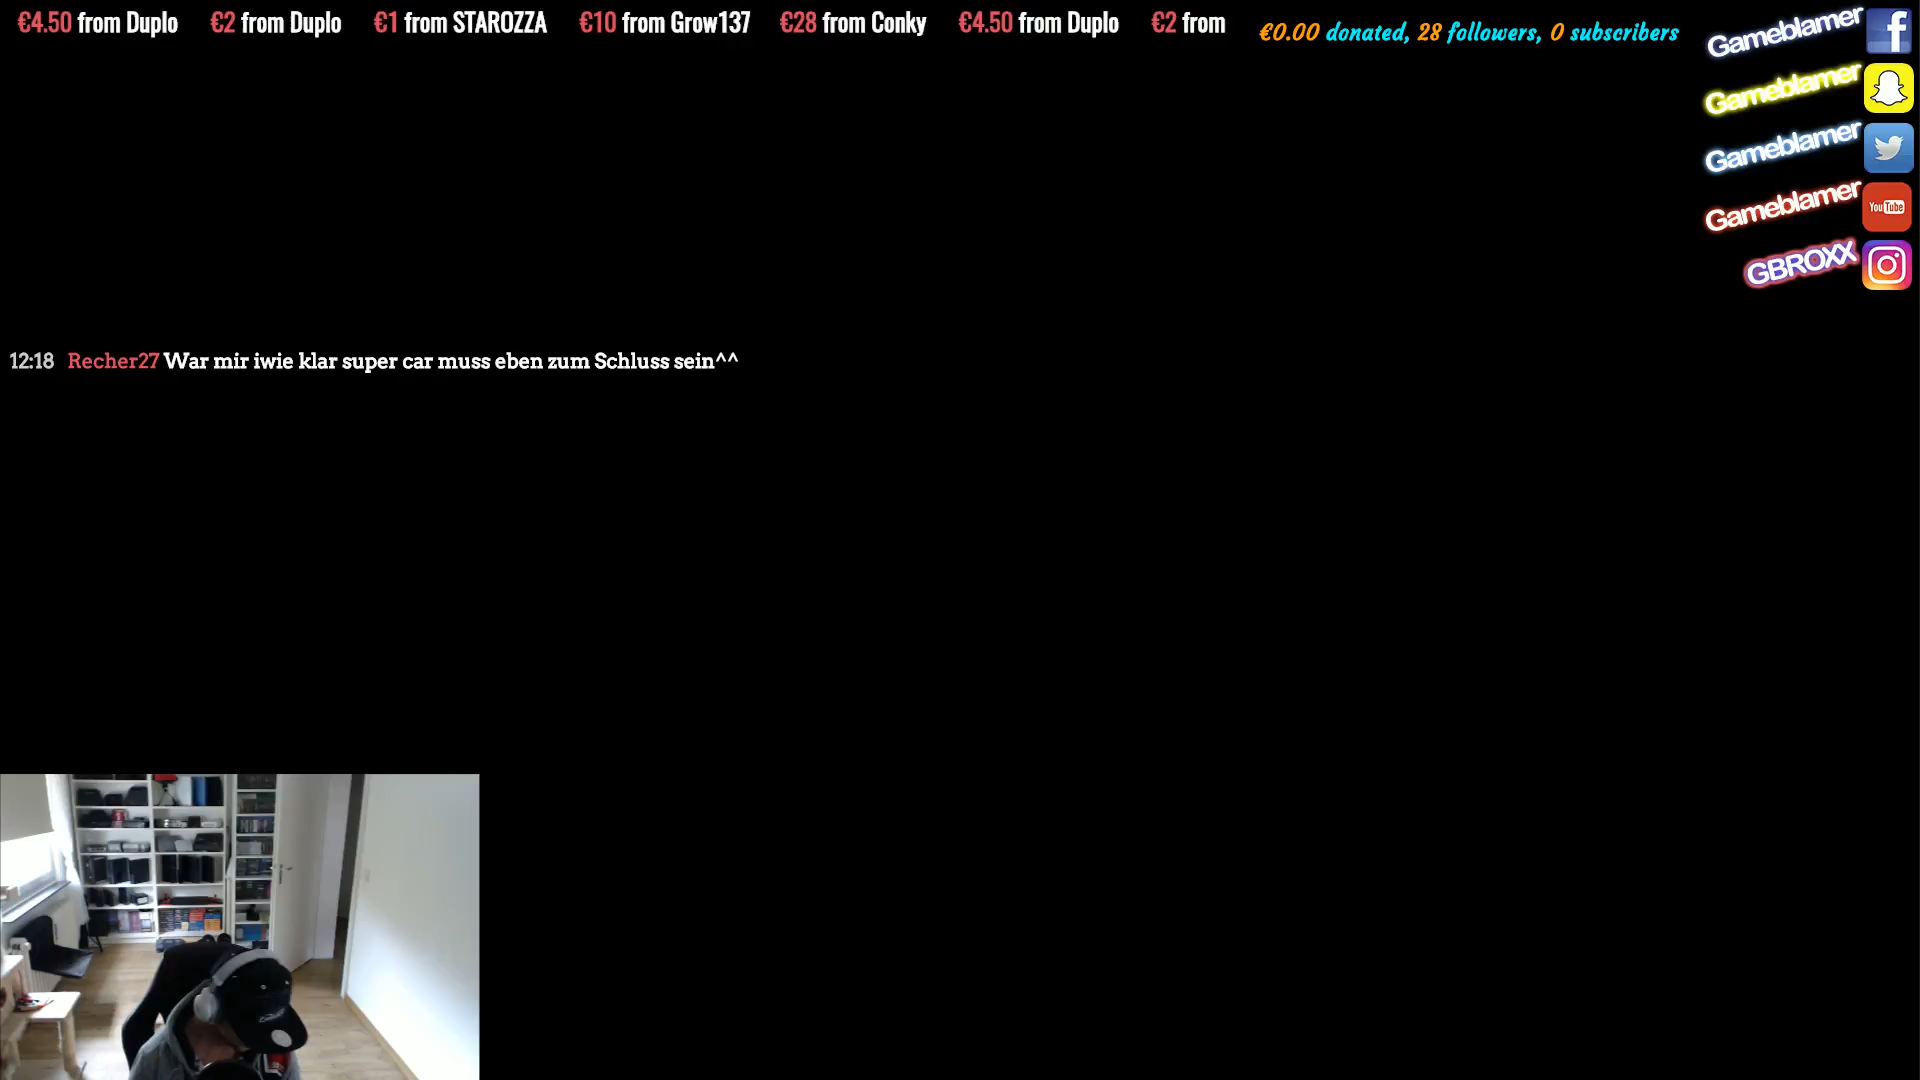 €4.50 from Duplo €2 from Duplo €1 from STAROZZA €10 from Grow137 €28 from Conky €4.50 from Duplo €2 from
€0.00 donated, 28 followers, 0 subscribers
Gameblamer
Gameblamer
Gameblamer
Gameblamer You Tube
GBROXX
12:18 Recher27 War mir iwie klar super car muss eben zum Schluss sein^^